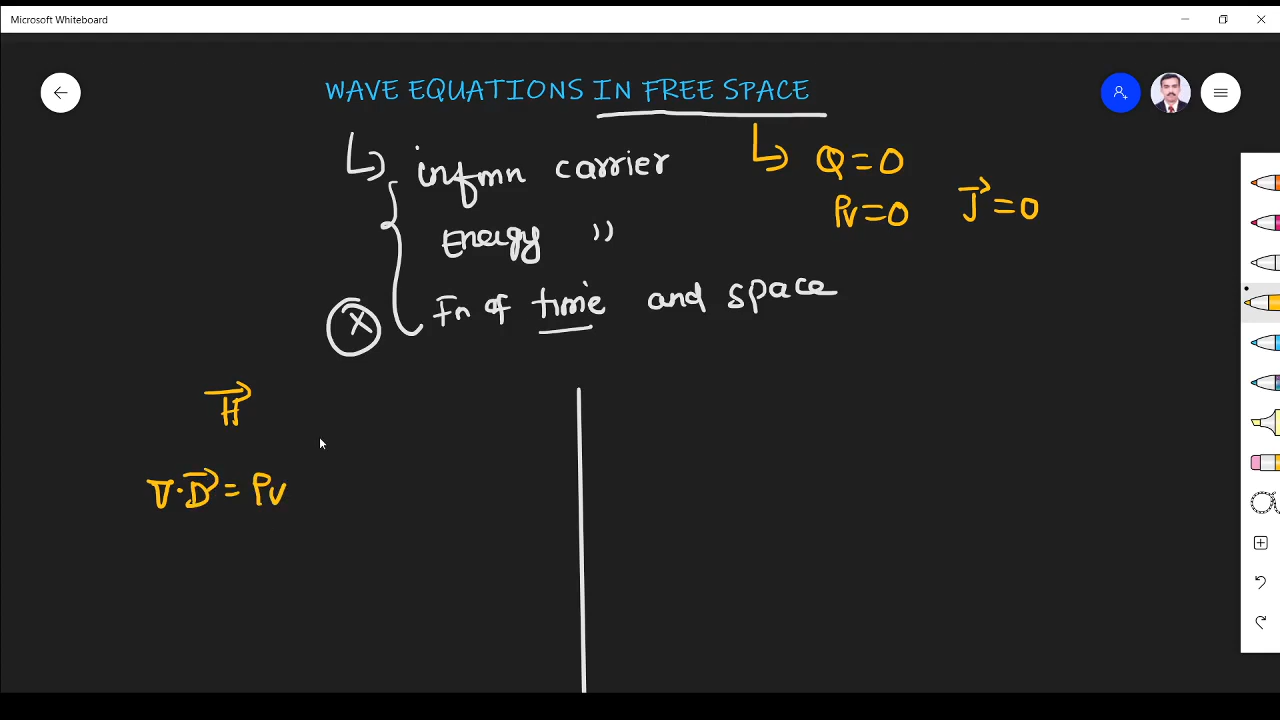 Microsoft Whiteboard
WAVE EQUATIONS IN FREE SPACE
infmn carrier
Q=0
ρv=0 J⃗=0
Energy ))
Fn of time and space
X
H⃗
∇·D⃗=ρv